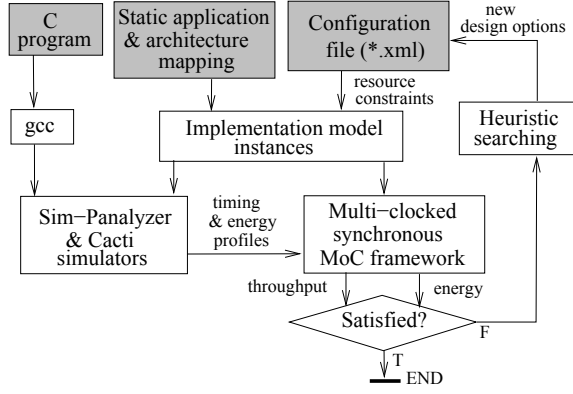 C
program
Static application
& architecture
mapping
Configuration
file (*.xml)
new
design options
resource
constraints
gcc
Implementation model
instances
Heuristic
searching
Sim−Panalyzer
& Cacti
simulators
timing
& energy
profiles
Multi−clocked
synchronous
MoC framework
throughput
energy
Satisfied?
F
T
END